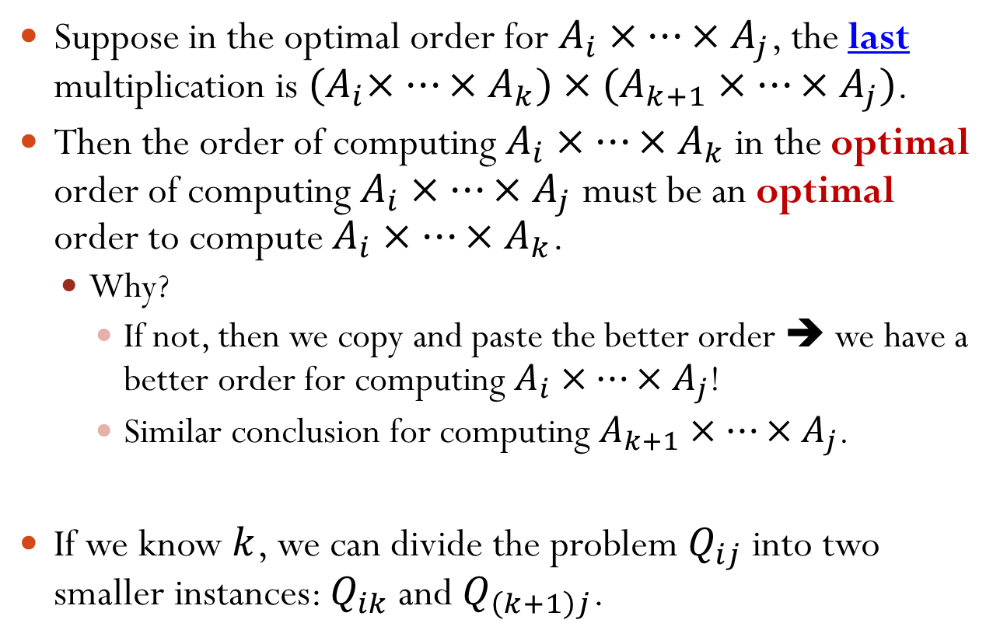 • Suppose in the optimal order for $A_i \times \cdots \times A_j$, the last
multiplication is $(A_i \times \cdots \times A_k) \times (A_{k+1} \times \cdots \times A_j)$.
• Then the order of computing $A_i \times \cdots \times A_k$ in the optimal
order of computing $A_i \times \cdots \times A_j$ must be an optimal
order to compute $A_i \times \cdots \times A_k$.
• Why?
• If not, then we copy and paste the better order ➔ we have a
better order for computing $A_i \times \cdots \times A_j$!
• Similar conclusion for computing $A_{k+1} \times \cdots \times A_j$.
• If we know $k$, we can divide the problem $Q_{ij}$ into two
smaller instances: $Q_{ik}$ and $Q_{(k+1)j}$.